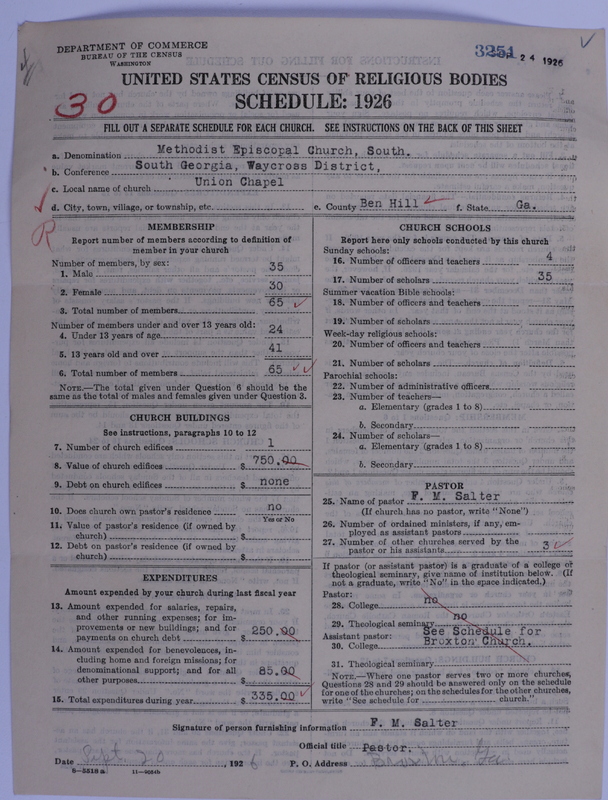 DEPARTMENT OF COMMERCE
BUREAU OF THE CENSUS
WASHINGTON
3251
24 1926
UNITED STATES CENSUS OF RELIGIOUS BODIES
SCHEDULE: 1926
30
FILL OUT A SEPARATE SCHEDULE FOR EACH CHURCH. SEE INSTRUCTIONS ON THE BACK OF THIS SHEET
a. Denomination Methodist Episcopal Church, South.
b. Conference South Georgia, Waycross District,
c. Local name of church Union Chapel
d. City, town, village, or township, etc. e. County Ben Hill f. State Ga.
R
MEMBERSHIP
Report number of members according to definition of
member in your church
Number of members, by sex:
1. Male 35
2. Female 30
3. Total number of members 65
Number of members under and over 13 years old:
4. Under 13 years of age 24
5. 13 years old and over 41
6. Total number of members 65
NOTE.—The total given under Question 6 should be the
same as the total of males and females given under Question 3.
CHURCH BUILDINGS
See instructions, paragraphs 10 to 12
7. Number of church edifices 1
8. Value of church edifices $ 750.00
9. Debt on church edifices $ none
10. Does church own pastor's residence no
Yes or No
11. Value of pastor's residence (if owned by
church) $
12. Debt on pastor's residence (if owned by
church) $
EXPENDITURES
Amount expended by your church during last fiscal year
13. Amount expended for salaries, repairs,
and other running expenses; for im-
provements or new buildings; and for
payments on church debt $ 250.00
14. Amount expended for benevolences, in-
cluding home and foreign missions; for
denominational support; and for all
other purposes $ 85.00
15. Total expenditures during year $ 335.00
CHURCH SCHOOLS
Report here only schools conducted by this church
Sunday schools:
16. Number of officers and teachers 4
17. Number of scholars 35
Summer vacation Bible schools:
18. Number of officers and teachers
19. Number of scholars
Week-day religious schools:
20. Number of officers and teachers
21. Number of scholars
Parochial schools:
22. Number of administrative officers
23. Number of teachers—
a. Elementary (grades 1 to 8)
b. Secondary
24. Number of scholars—
a. Elementary (grades 1 to 8)
b. Secondary
PASTOR
25. Name of pastor F. M. Salter
(If church has no pastor, write "None")
26. Number of ordained ministers, if any, em-
ployed as assistant pastors
27. Number of other churches served by the
pastor or his assistants 3
If pastor (or assistant pastor) is a graduate of a college or
theological seminary, give name of institution below. (If
not a graduate, write "No" in the space indicated.)
Pastor:
28. College no
29. Theological seminary no
Assistant pastor: See Schedule for
30. College Broxton Church.
31. Theological seminary
NOTE.—Where one pastor serves two or more churches,
Questions 28 and 29 should be answered only on the schedule
for one of the churches; on the schedules for the other churches,
write "See schedule for church."
Signature of person furnishing information F. M. Salter
Official title Pastor.
Date Sept 20, 1926 P. O. Address Broxton, Ga
8—5518a 11—9054b